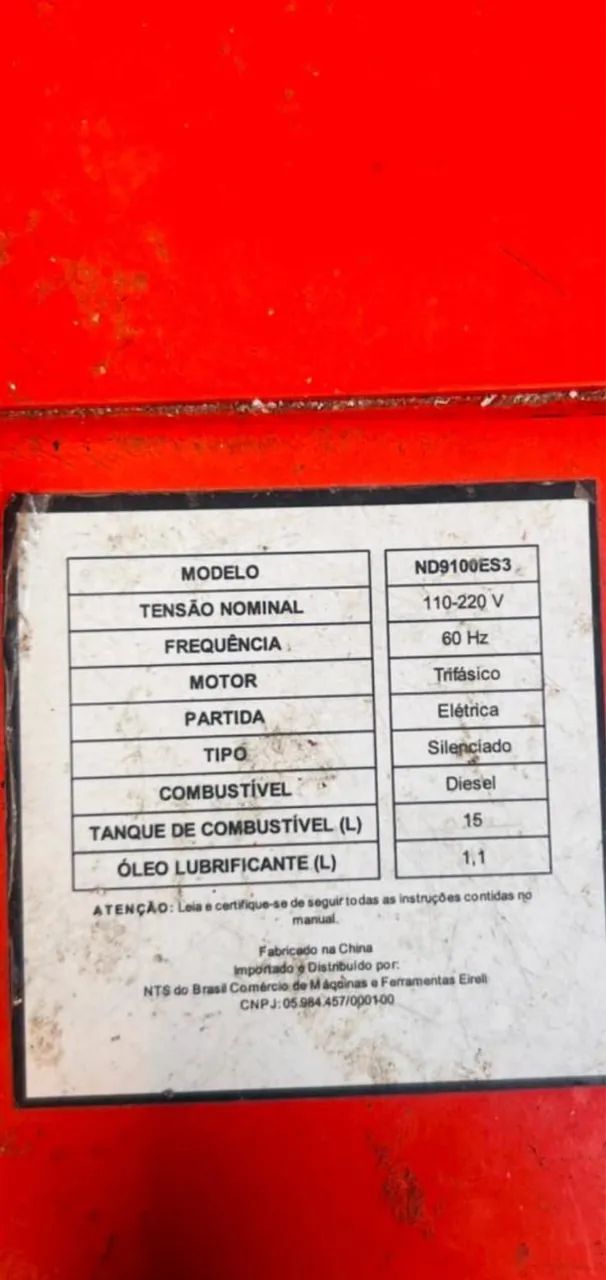 MODELO ND9100ES3
TENSÃO NOMINAL 110-220 V
FREQUÊNCIA 60 Hz
MOTOR Trifásico
PARTIDA Elétrica
TIPO Silenciado
COMBUSTÍVEL Diesel
TANQUE DE COMBUSTÍVEL (L) 15
ÓLEO LUBRIFICANTE (L) 1,1
ATENÇÃO: Leia e certifique-se de seguir todas as instruções contidas no
manual.
Fabricado na China
Importado e Distribuído por:
NTS do Brasil Comércio de Máquinas e Ferramentas Eireli
CNPJ: 05.984.457/0001-00